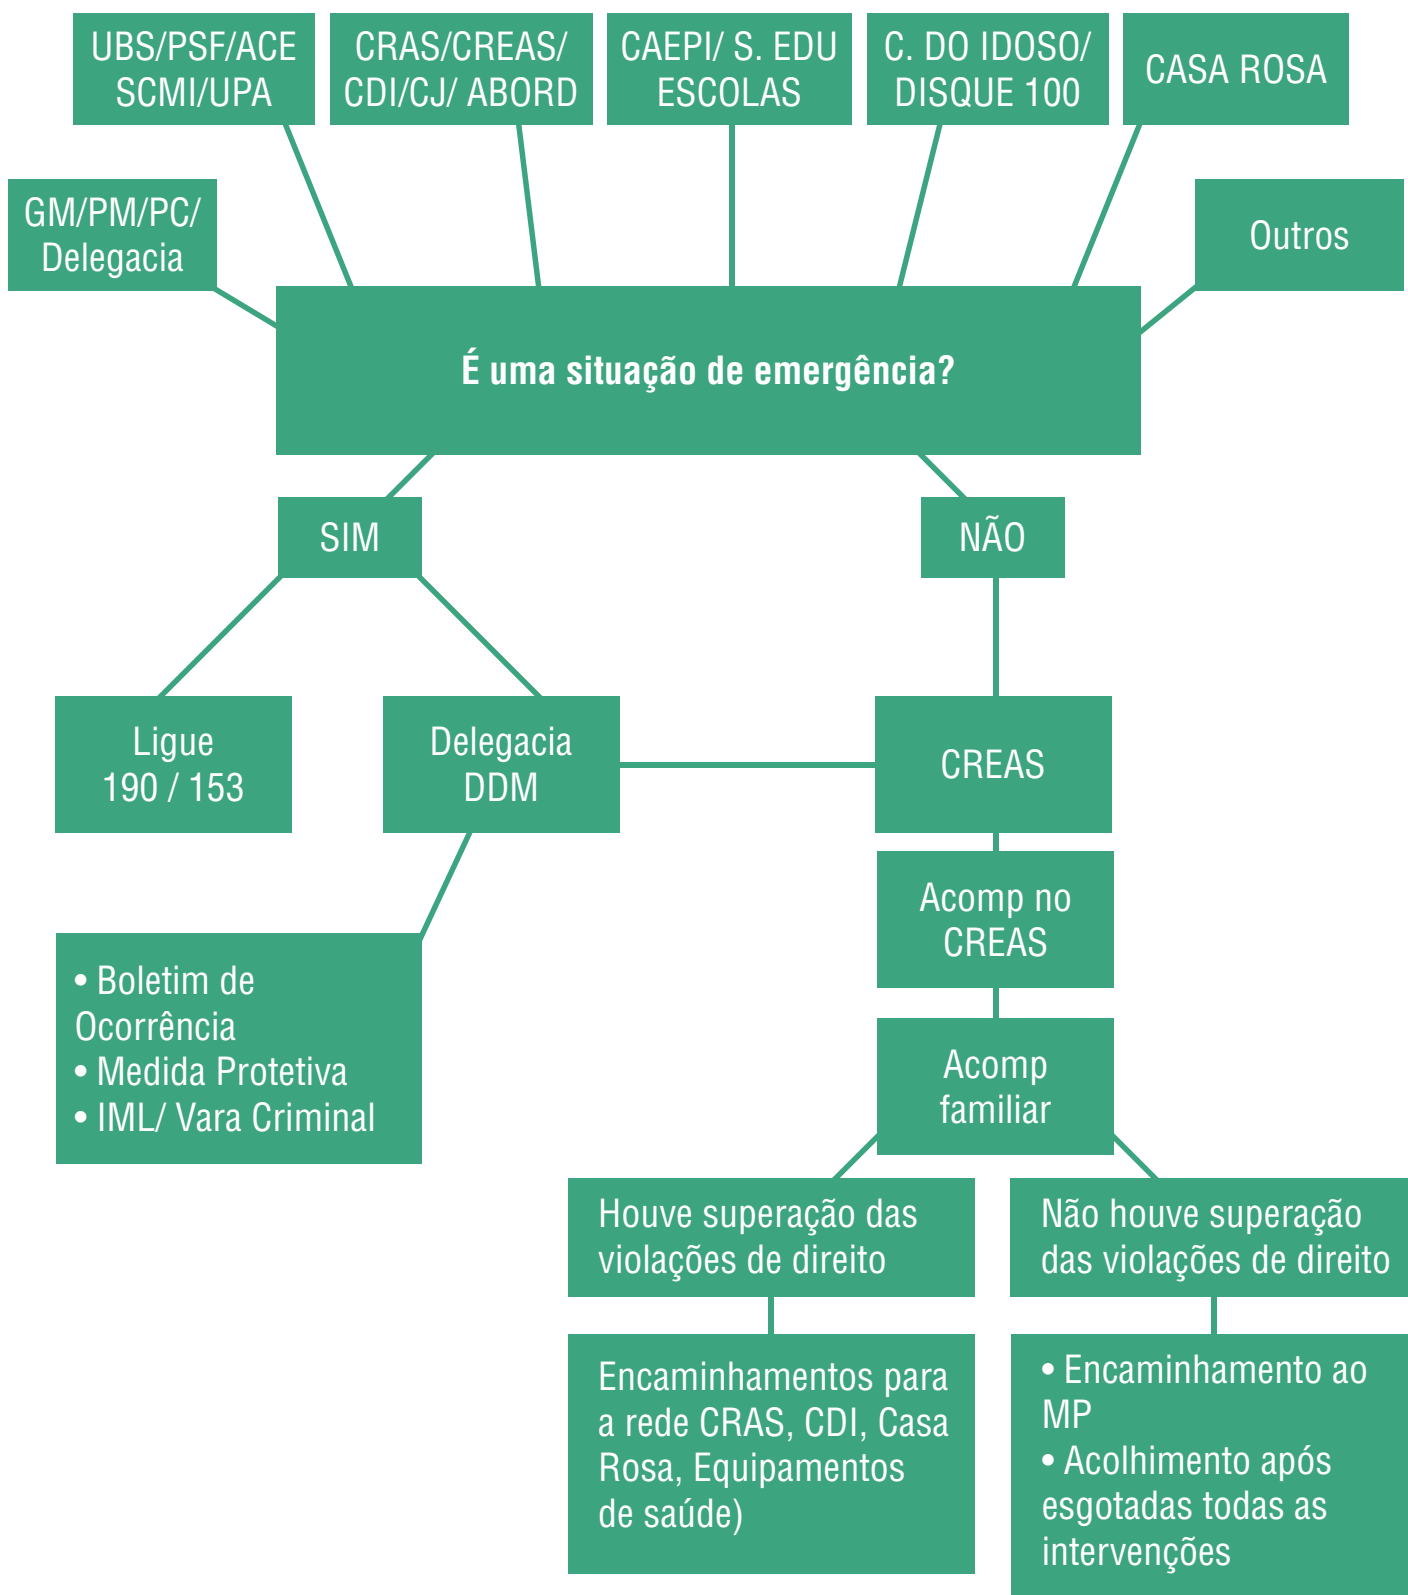 UBS/PSF/ACE
SCMI/UPA
CRAS/CREAS/
CDI/CJ/ ABORD
CAEPI/ S. EDU
ESCOLAS
C. DO IDOSO/
DISQUE 100
CASA ROSA
GM/PM/PC/
Delegacia
Outros
É uma situação de emergência?
SIM
NÃO
Ligue
190 / 153
Delegacia
DDM
CREAS
Acomp no
CREAS
• Boletim de
Ocorrência
• Medida Protetiva
• IML/ Vara Criminal
Acomp
familiar
Houve superação das
violações de direito
Não houve superação
das violações de direito
Encaminhamentos para
a rede CRAS, CDI, Casa
Rosa, Equipamentos
de saúde)
• Encaminhamento ao
MP
• Acolhimento após
esgotadas todas as
intervenções